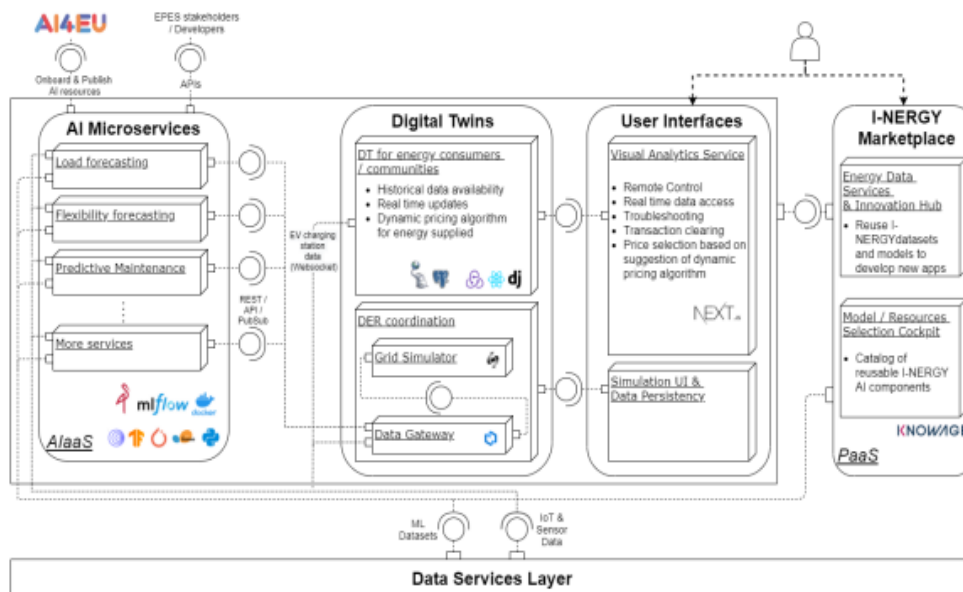 AI4EU
EPES stakeholders
/ Developers
Onboard & Publish
AI resources
APIs
AI Microservices
Load forecasting
Flexibility forecasting
Predictive Maintenance
More services
mlflow
docker
AIaaS
REST /
API /
PubSub
EV charging
station
data
(Websocket)
Digital Twins
DT for energy consumers
/ communities
• Historical data availability
• Real time updates
• Dynamic pricing algorithm
for energy supplied
dj
DER coordination
Grid Simulator
Data Gateway
User Interfaces
Visual Analytics Service
• Remote Control
• Real time data access
• Troubleshooting
• Transaction clearing
• Price selection based on
suggestion of dynamic
pricing algorithm
NEXT.JS
Simulation UI &
Data Persistency
I-NERGY
Marketplace
Energy Data
Services
& Innovation Hub
• Reuse I-
NERGYdatasets
and models to
develop new apps
Model / Resources
Selection Cockpit
• Catalog of
reusable I-NERGY
AI components
KNOWAGE
PaaS
ML
Datasets
IoT &
Sensor
Data
Data Services Layer